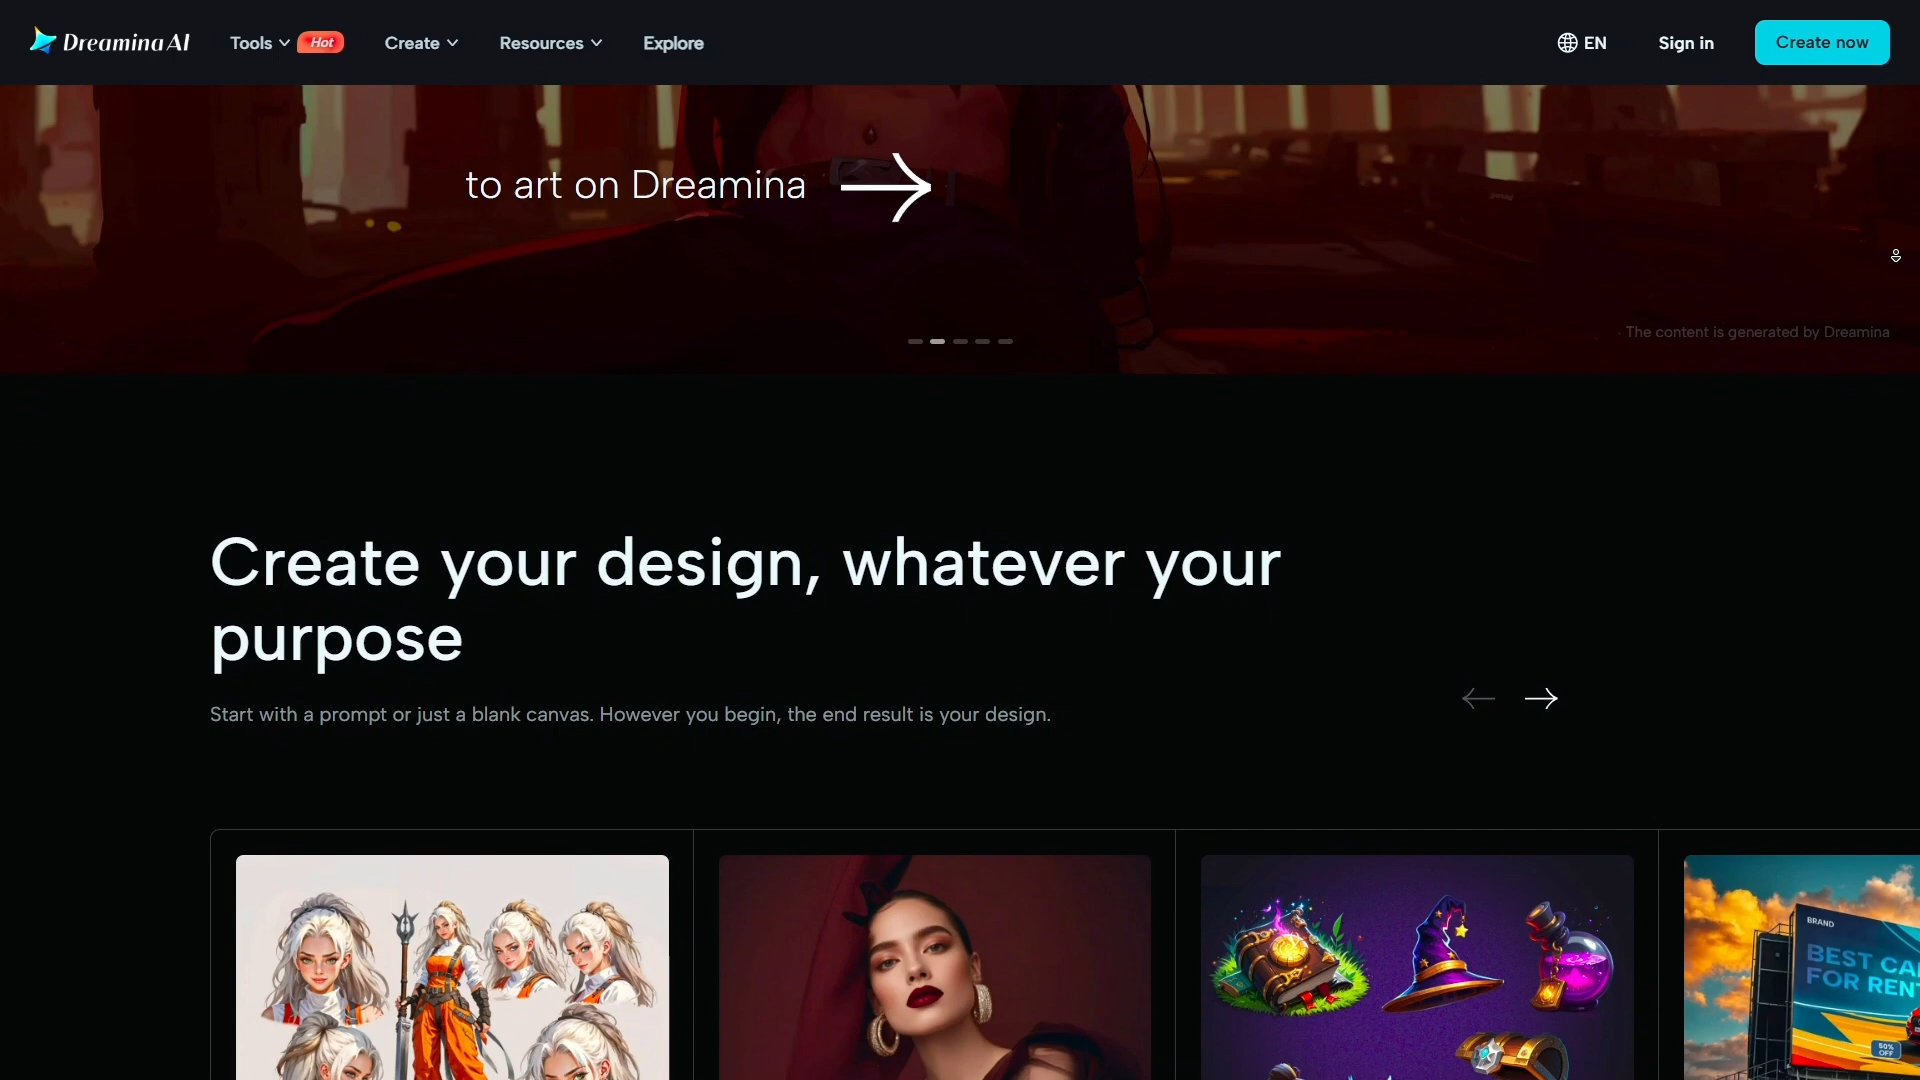 Dreamina AI
Tools
Hot
Create
Resources
Explore
EN
Sign in
Create now
to art on Dreamina
The content is generated by Dreamina
Create your design, whatever your
purpose
Start with a prompt or just a blank canvas. However you begin, the end result is your design.
BRAND
BEST CA
FOR REN
50%
OFF